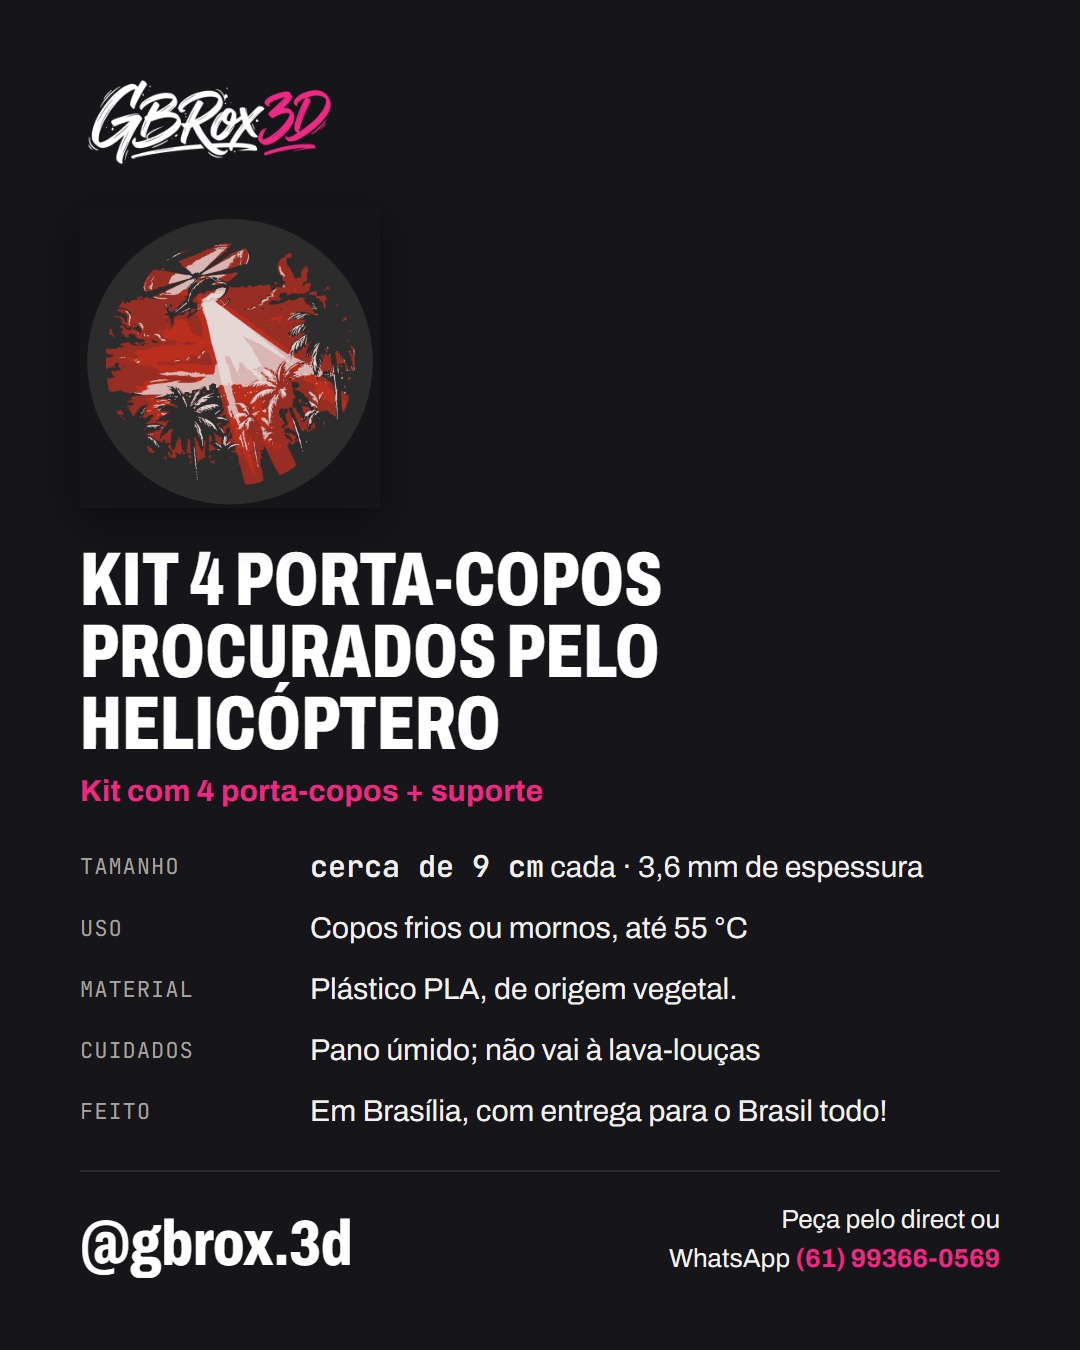 GBRox3D
KIT 4 PORTA-COPOS
PROCURADOS PELO
HELICÓPTERO
Kit com 4 porta-copos + suporte
TAMANHO cerca de 9 cm cada · 3,6 mm de espessura
USO Copos frios ou mornos, até 55 °C
MATERIAL Plástico PLA, de origem vegetal.
CUIDADOS Pano úmido; não vai à lava-louças
FEITO Em Brasília, com entrega para o Brasil todo!
@gbrox.3d
Peça pelo direct ou
WhatsApp (61) 99366-0569